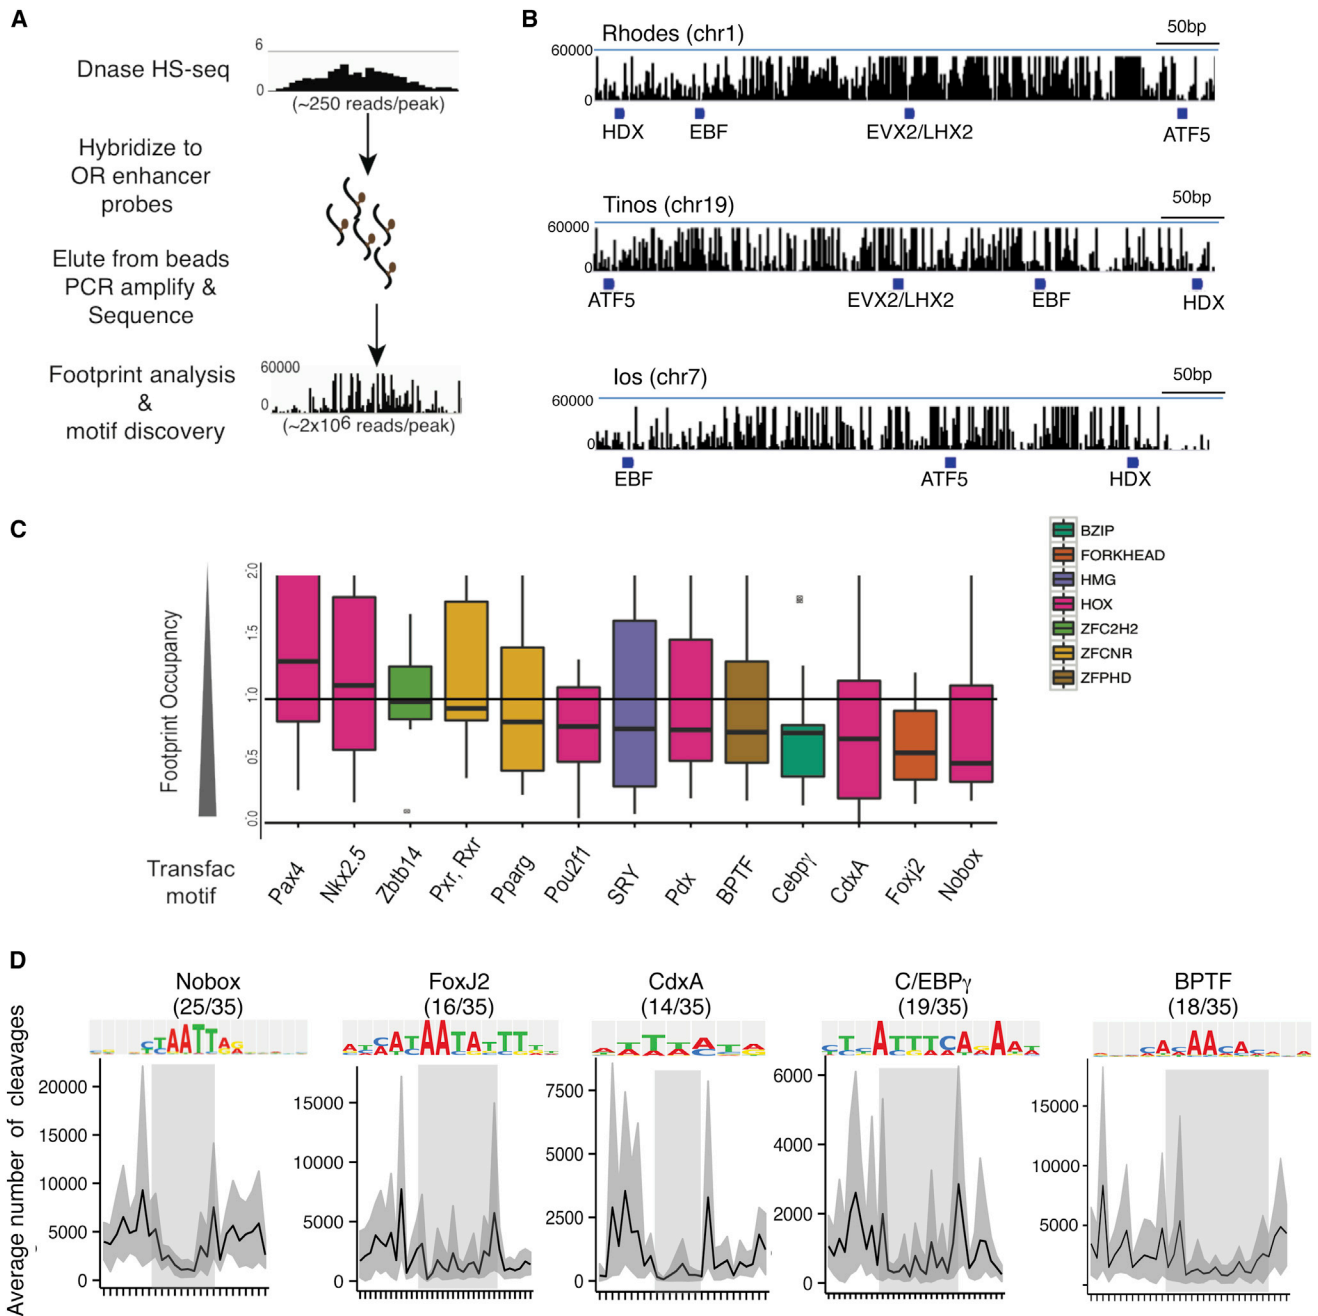 A
Dnase HS-seq
6
0
(~250 reads/peak)
Hybridize to
OR enhancer
probes
Elute from beads
PCR amplify &
Sequence
Footprint analysis
&
motif discovery
60000
0
(~2x10⁶ reads/peak)
B
Rhodes (chr1)
50bp
60000
0
HDX EBF EVX2/LHX2 ATF5
Tinos (chr19)
50bp
60000
0
ATF5 EVX2/LHX2 EBF HDX
Ios (chr7)
50bp
60000
0
EBF ATF5 HDX
C
Footprint Occupancy
2.0
1.5
1.0
0.5
0.0
Transfac
motif
Pax4 Nkx2.5 Zbtb14 Pxr, Rxr Pparg Pou2f1 SRY Pdx BPTF Cebpγ CdxA Foxj2 Nobox
BZIP
FORKHEAD
HMG
HOX
ZFC2H2
ZFCNR
ZFPHD
D
Average number of cleavages
Nobox
(25/35)
20000
15000
10000
5000
0
FoxJ2
(16/35)
15000
10000
5000
0
CdxA
(14/35)
7500
5000
2500
0
C/EBPγ
(19/35)
6000
4000
2000
0
BPTF
(18/35)
15000
10000
5000